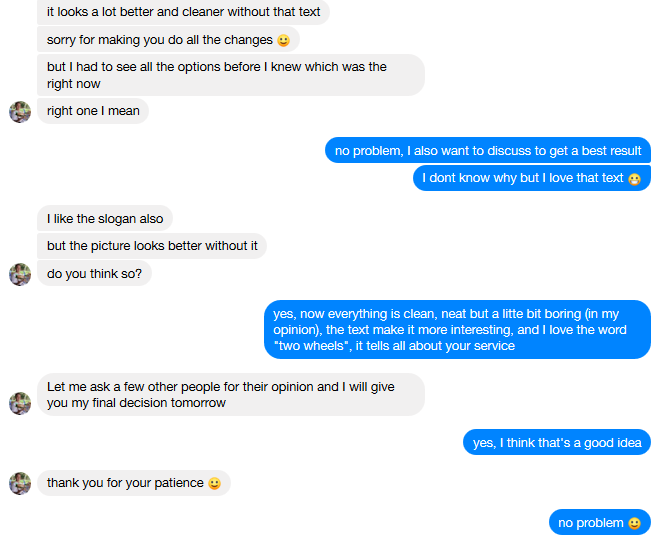 it looks a lot better and cleaner without that text
sorry for making you do all the changes 🙂
but I had to see all the options before I knew which was the
right now
right one I mean
no problem, I also want to discuss to get a best result
I dont know why but I love that text 😢
I like the slogan also
but the picture looks better without it
do you think so?
yes, now everything is clean, neat but a litte bit boring (in my
opinion), the text make it more interesting, and I love the word
"two wheels", it tells all about your service
Let me ask a few other people for their opinion and I will give
you my final decision tomorrow
yes, I think that's a good idea
thank you for your patience 🙂
no problem 😀